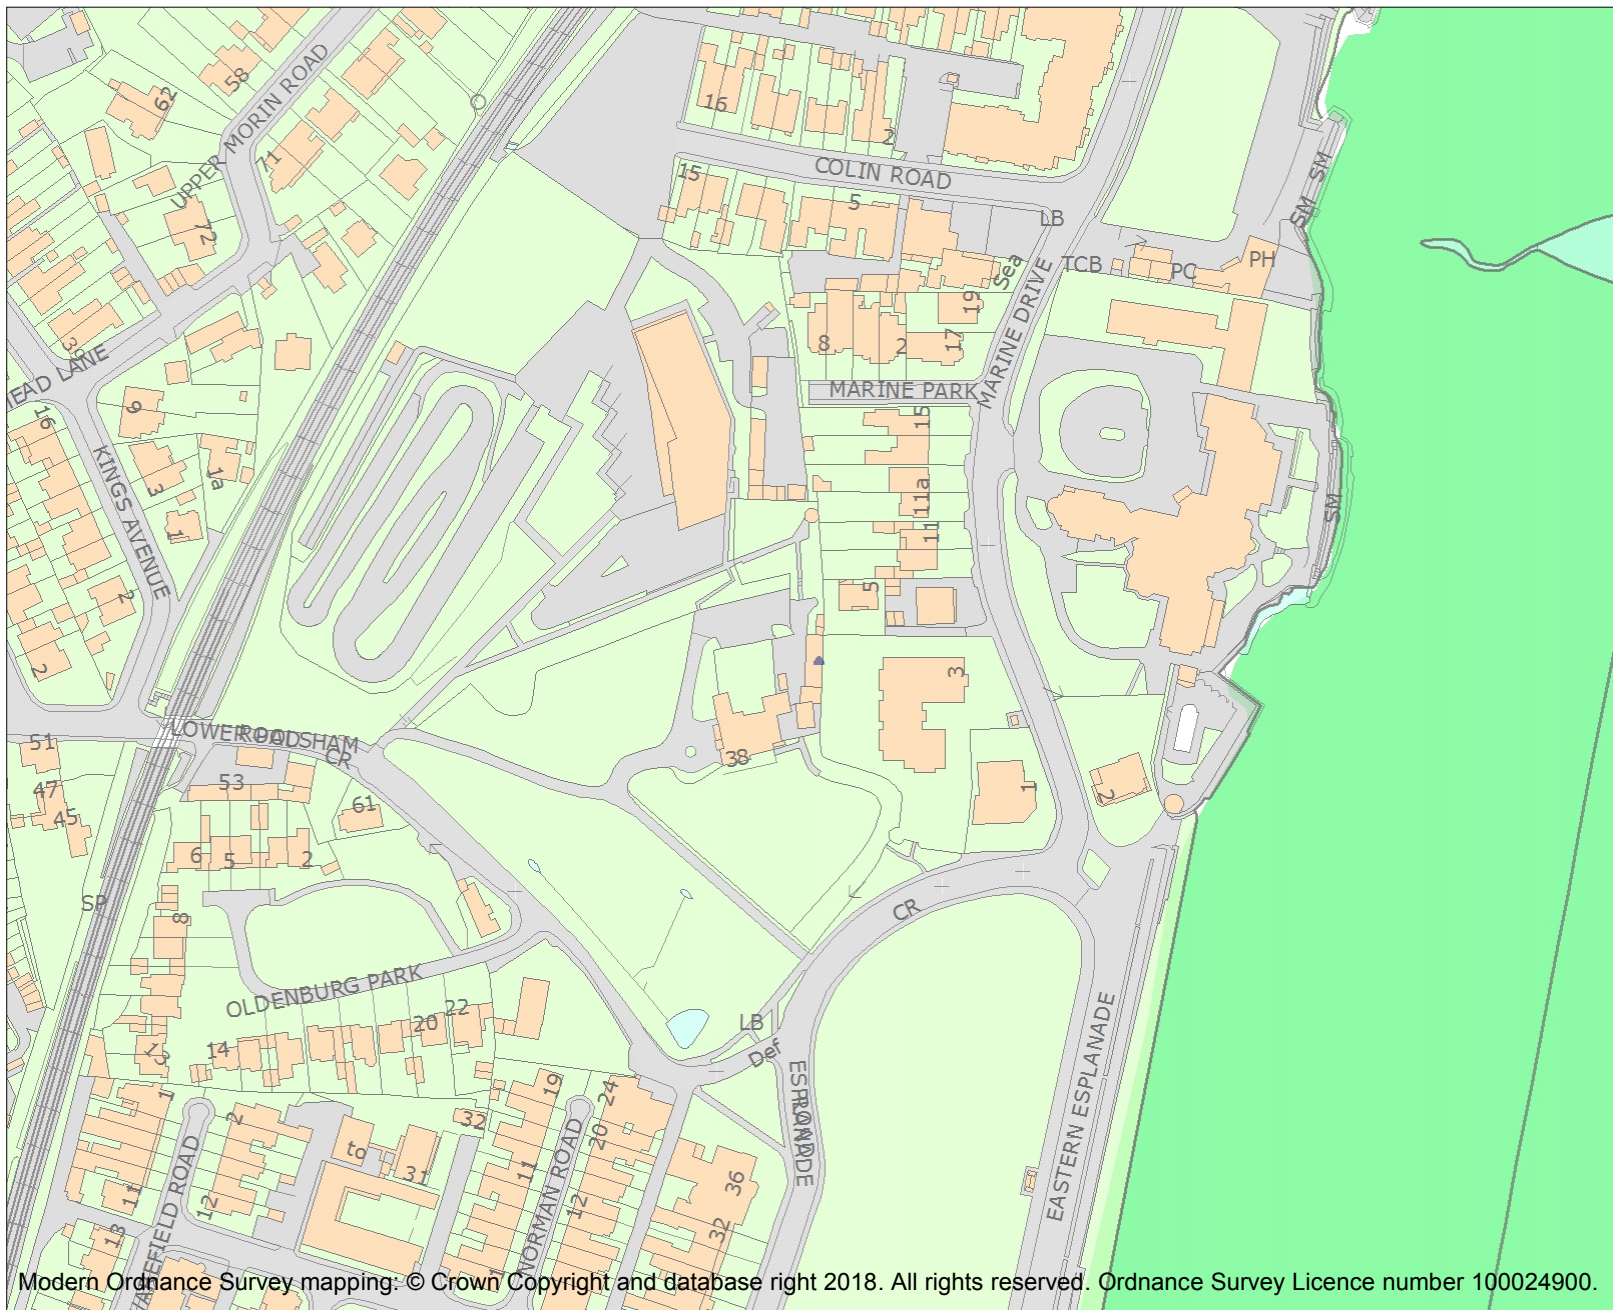 58
UPPER MORIN ROAD
62
71
72
16
2
COLIN ROAD
15
5
LB
SM
SM
TCB
PC
PH
Sea
MARINE DRIVE
19
17
8
2
MARINE PARK
15
11a
11
5
SM
16
9
3
1a
1
KINGS AVENUE
2
2
3
38
1
2
LOWER
ROAD
CR
51
47
45
53
61
6
5
2
SP
8
OLDENBURG PARK
14
20
22
13
CR
LB
Def
ESPLANADE
EASTERN ESPLANADE
1
2
to
31
32
19
24
20
11
12
NORMAN ROAD
11
12
13
36
32
1
Modern Ordnance Survey mapping: © Crown Copyright and database right 2018. All rights reserved. Ordnance Survey Licence number 100024900.